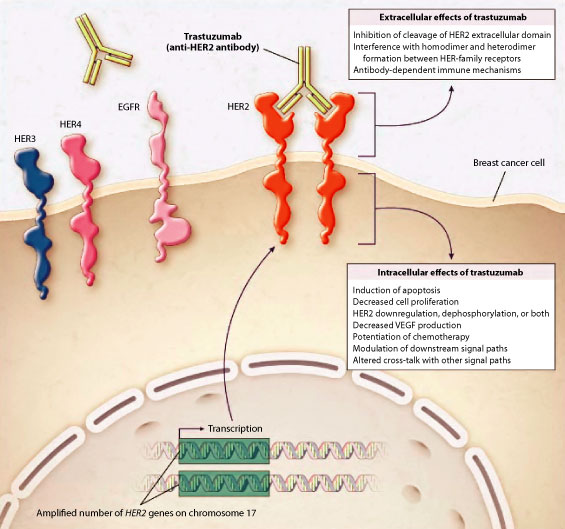 Extracellular effects of trastuzumab
Inhibition of cleavage of HER2 extracellular domain
Interference with homodimer and heterodimer
formation between HER-family receptors
Antibody-dependent immune mechanisms
Trastuzumab
(anti-HER2 antibody)
EGFR
HER2
HER4
HER3
Breast cancer cell
Intracellular effects of trastuzumab
Induction of apoptosis
Decreased cell proliferation
HER2 downregulation, dephosphorylation, or both
Decreased VEGF production
Potentiation of chemotherapy
Modulation of downstream signal paths
Altered cross-talk with other signal paths
Transcription
Amplified number of HER2 genes on chromosome 17